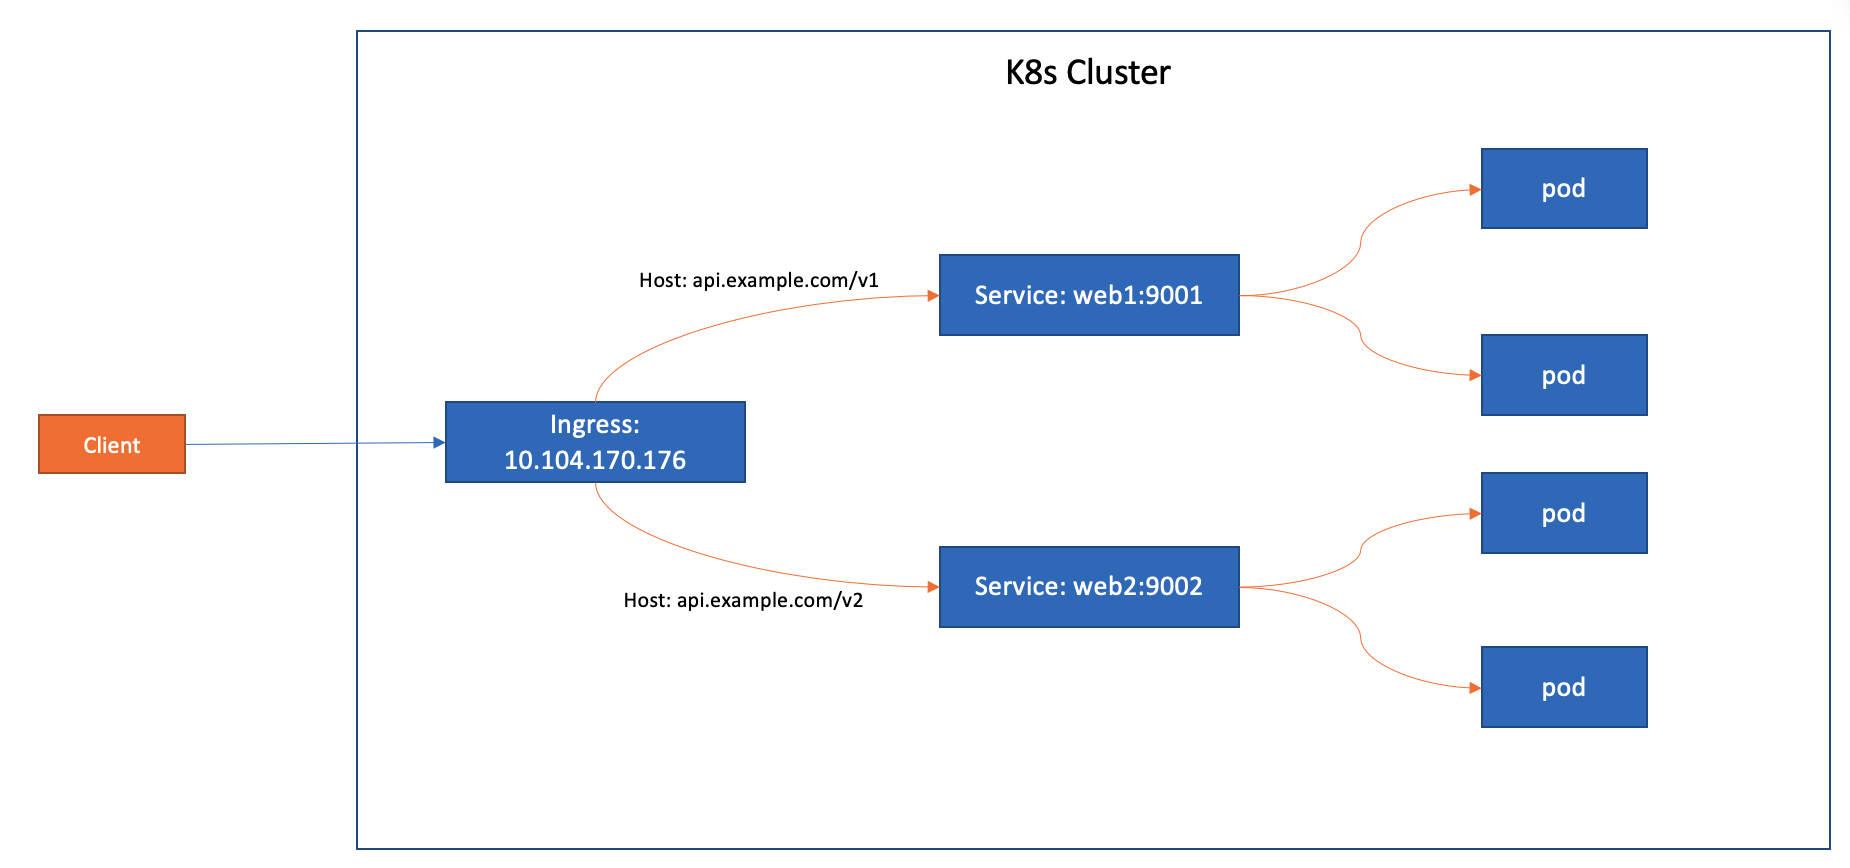 K8s Cluster
pod
Host: api.example.com/v1
Service: web1:9001
pod
Client
Ingress:
10.104.170.176
pod
Service: web2:9002
Host: api.example.com/v2
pod